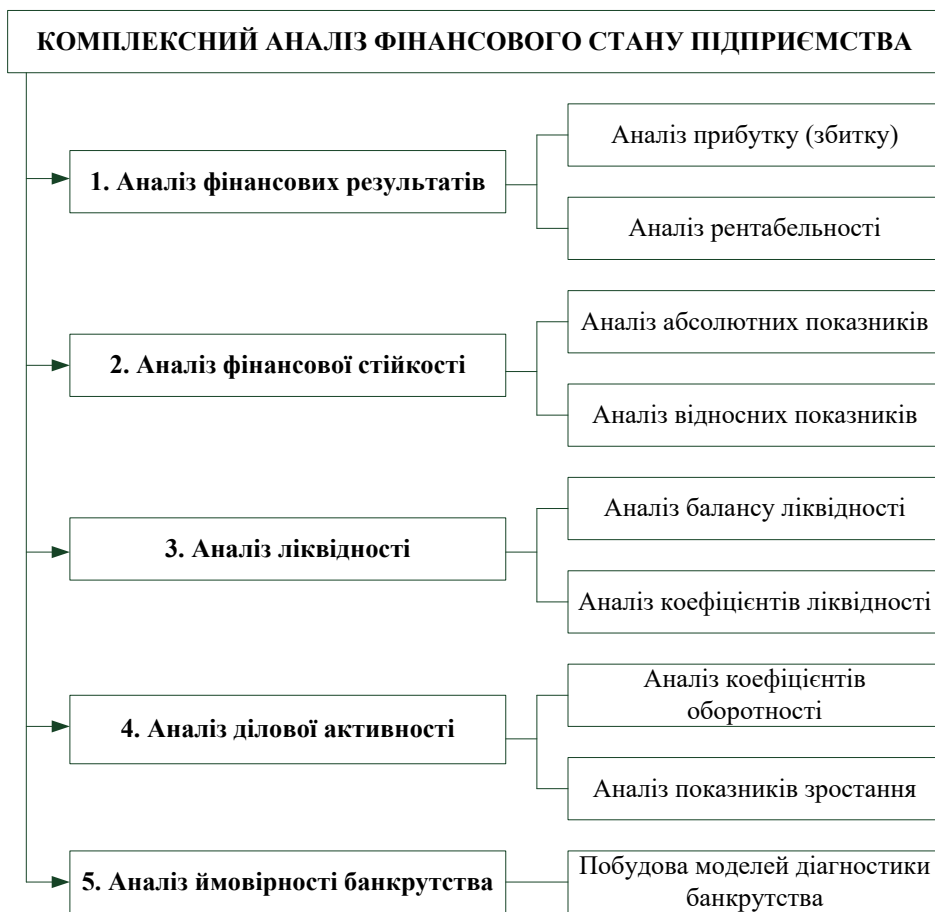 КОМПЛЕКСНИЙ АНАЛІЗ ФІНАНСОВОГО СТАНУ ПІДПРИЄМСТВА
1. Аналіз фінансових результатів
Аналіз прибутку (збитку)
Аналіз рентабельності
2. Аналіз фінансової стійкості
Аналіз абсолютних показників
Аналіз відносних показників
3. Аналіз ліквідності
Аналіз балансу ліквідності
Аналіз коефіцієнтів ліквідності
4. Аналіз ділової активності
Аналіз коефіцієнтів
оборотності
Аналіз показників зростання
5. Аналіз ймовірності банкрутства
Побудова моделей діагностики
банкрутства